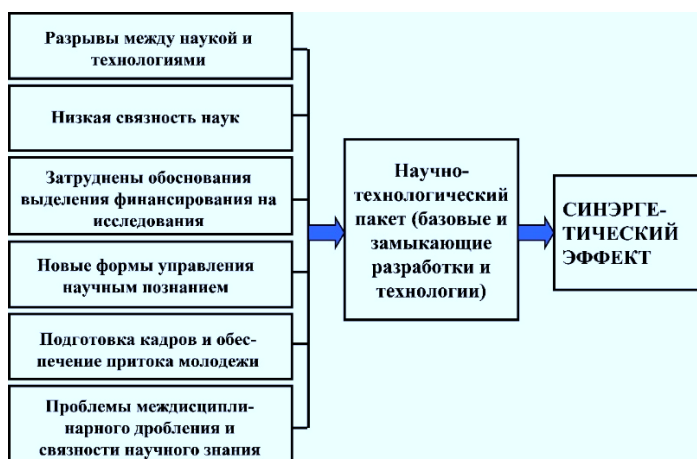 Разрывы между наукой и
технологиями
Низкая связность наук
Затруднены обоснования
выделения финансирования на
исследования
Новые формы управления
научным познанием
Подготовка кадров и обес-
печение притока молодежи
Проблемы междисципли-
нарного дробления и
связности научного знания
Научно-
технологический
пакет (базовые и
замыкающие
разработки и
технологии)
СИНЭРГЕ-
ТИЧЕСКИЙ
ЭФФЕКТ